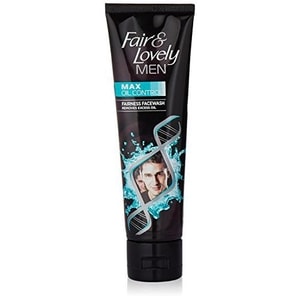 Fair &
Lovely
MEN
MAX
OIL CONTROL
FAIRNESS FACEWASH
REMOVES EXCESS OIL